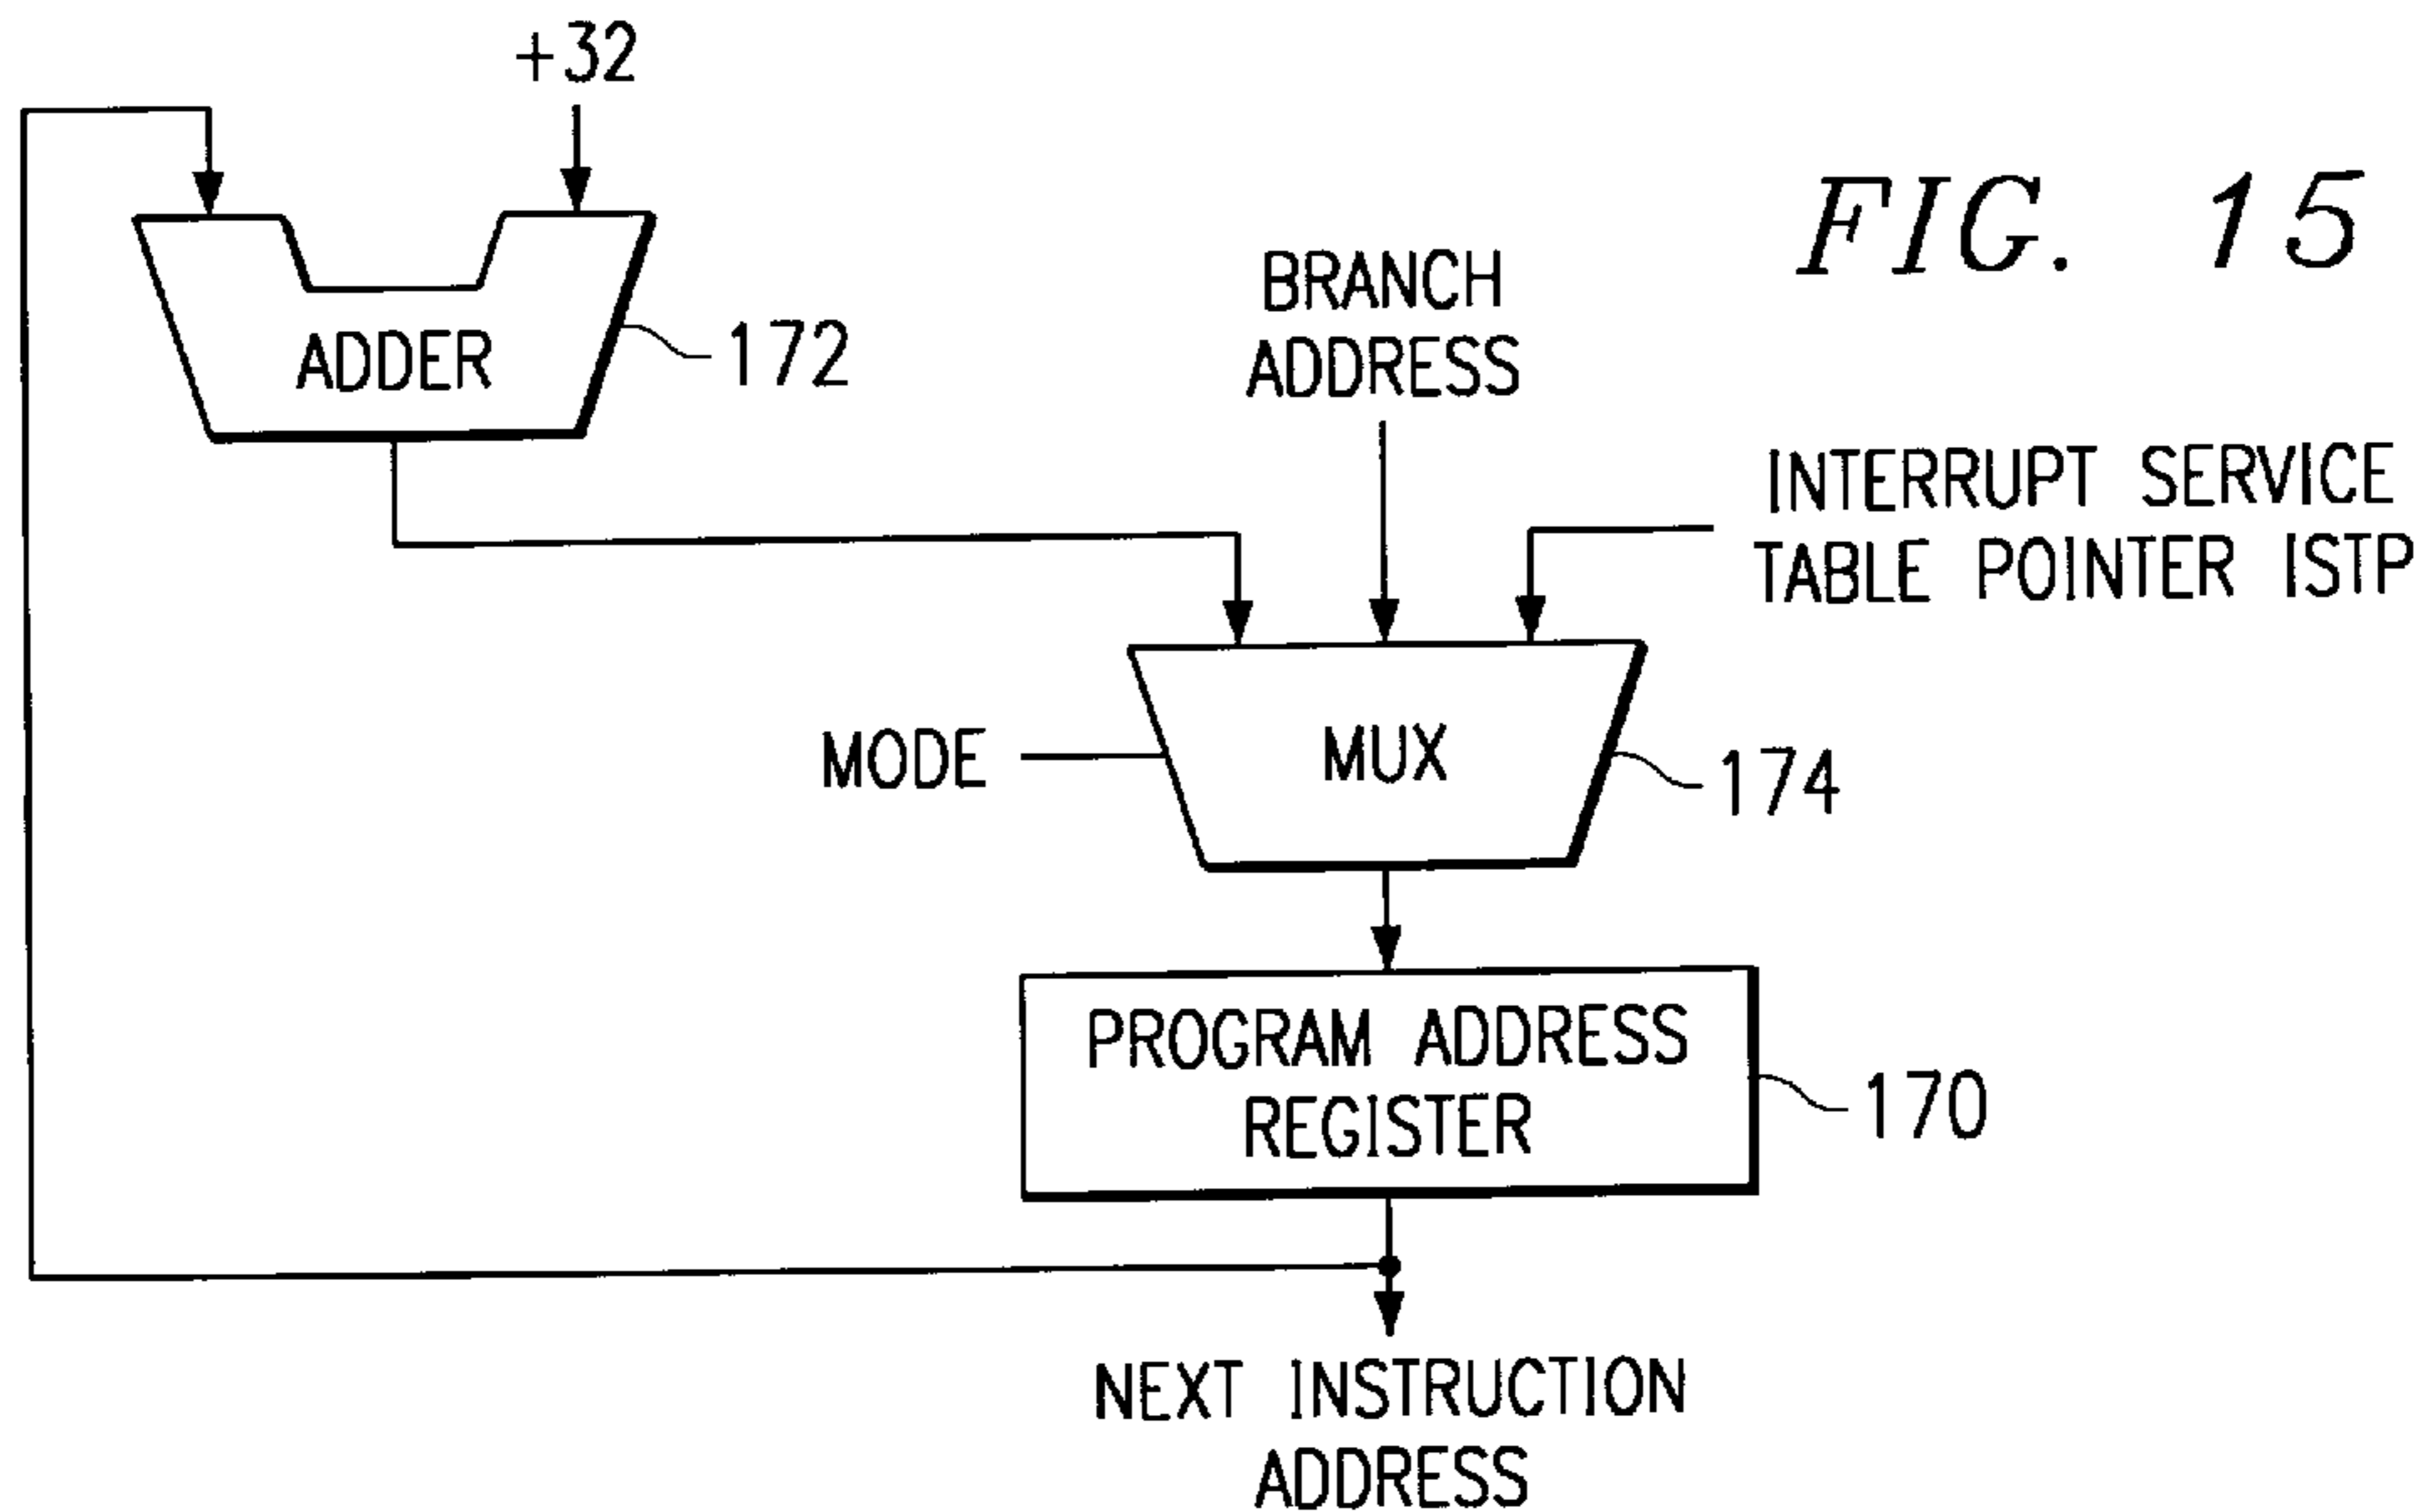 +32
FIG. 15
ADDER
172
BRANCH
ADDRESS
INTERRUPT SERVICE
TABLE POINTER ISTP
MODE
MUX
174
PROGRAM ADDRESS
REGISTER
170
NEXT INSTRUCTION
ADDRESS